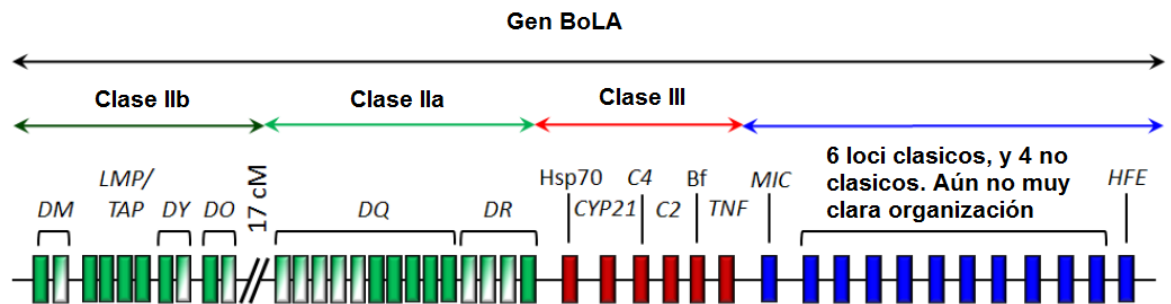 Gen BoLA
Clase IIb
Clase IIa
Clase III
6 loci clasicos, y 4 no
clasicos. Aún no muy
clara organización
LMP/
TAP
DM
DY
DO
17 cM
DQ
DR
Hsp70
CYP21
C4
C2
Bf
TNF
MIC
HFE